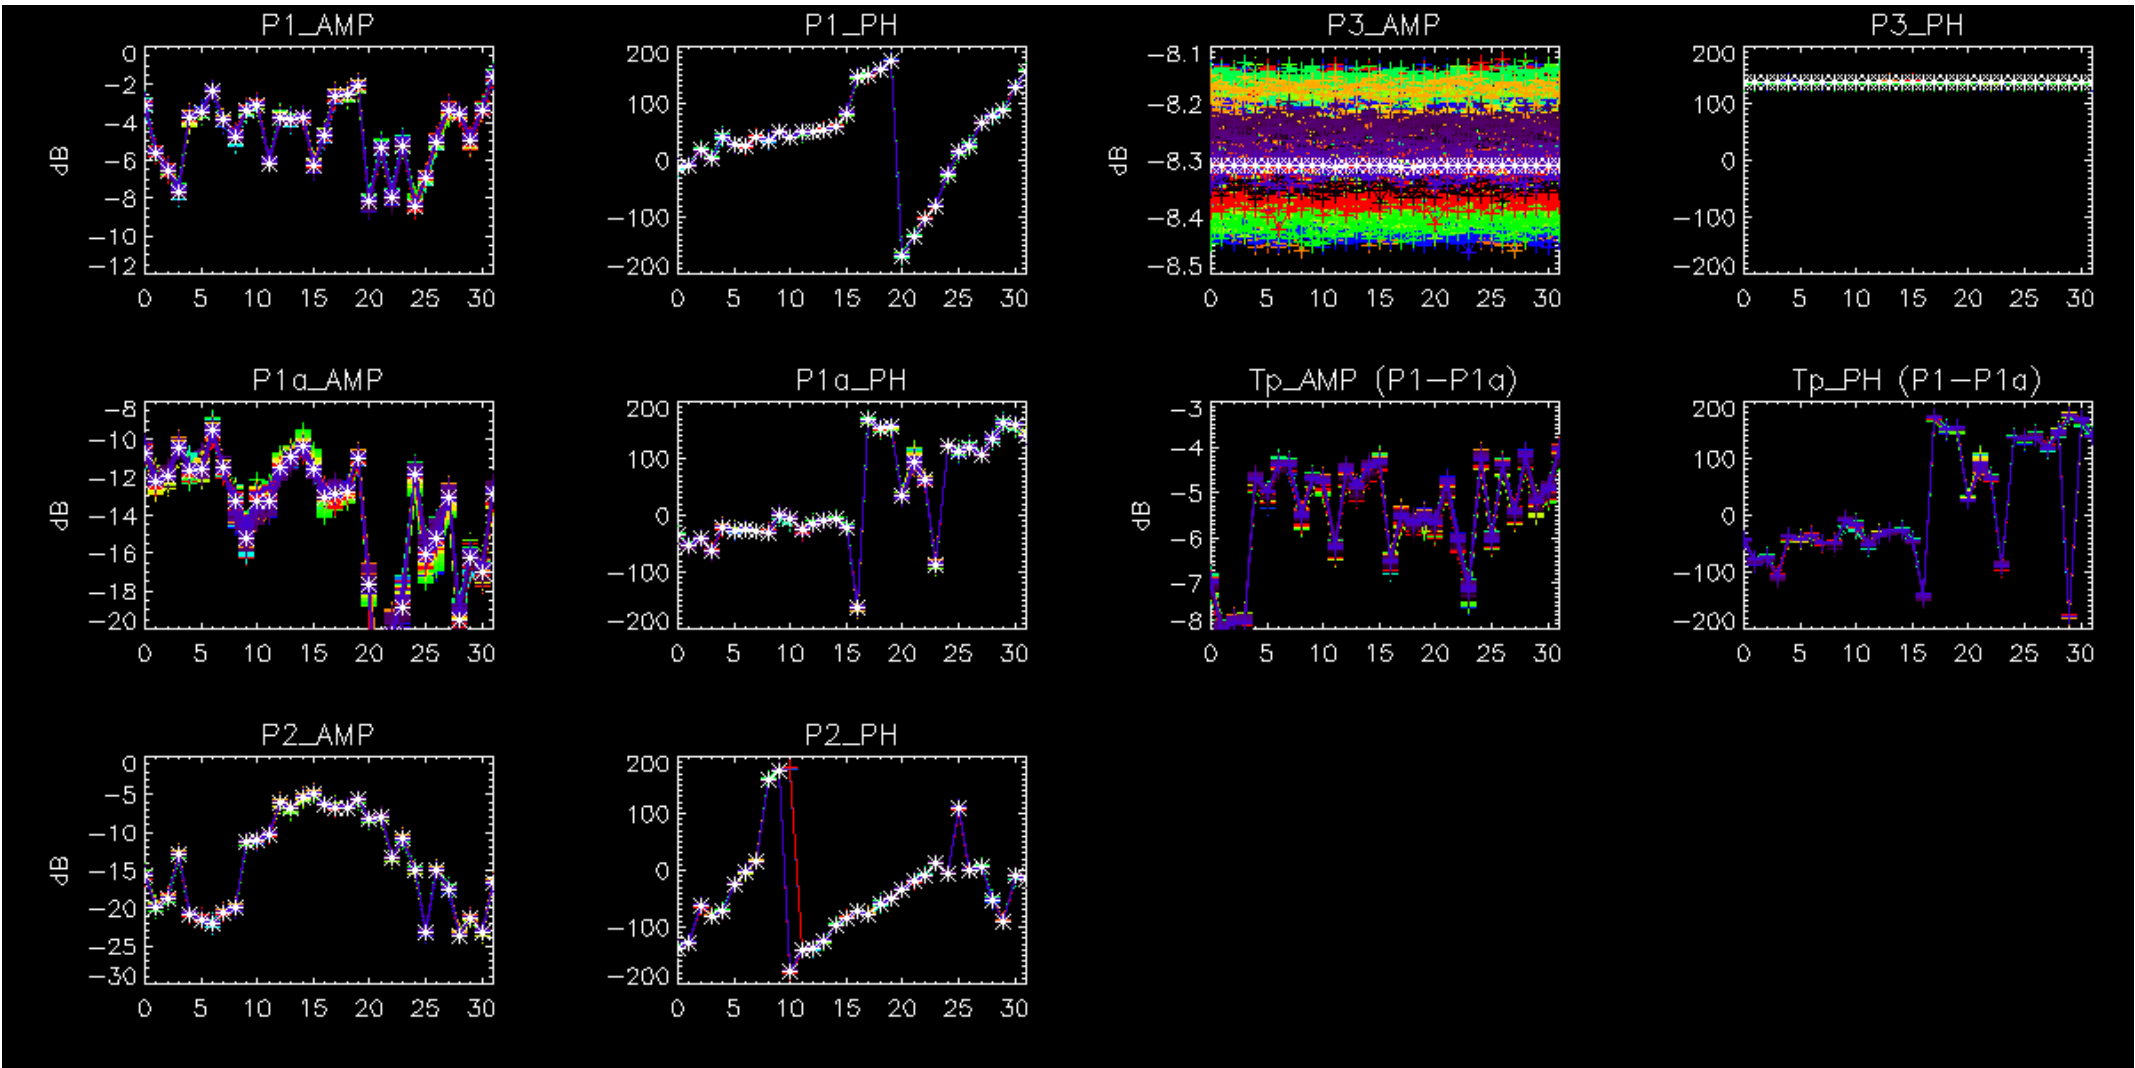 P1_AMP
P1_PH
P3_AMP
P3_PH
0
−2
−4
−6
−8
−10
−12
dB
0 5 10 15 20 25 30
200
100
0
−100
−200
0 5 10 15 20 25 30
−8.1
−8.2
−8.3
−8.4
−8.5
dB
0 5 10 15 20 25 30
200
100
0
−100
−200
0 5 10 15 20 25 30
P1a_AMP
P1a_PH
Tp_AMP (P1−P1a)
Tp_PH (P1−P1a)
−8
−10
−12
−14
−16
−18
−20
dB
0 5 10 15 20 25 30
200
100
0
−100
−200
0 5 10 15 20 25 30
−3
−4
−5
−6
−7
−8
dB
0 5 10 15 20 25 30
200
100
0
−100
−200
0 5 10 15 20 25 30
P2_AMP
P2_PH
0
−5
−10
−15
−20
−25
−30
dB
0 5 10 15 20 25 30
200
100
0
−100
−200
0 5 10 15 20 25 30